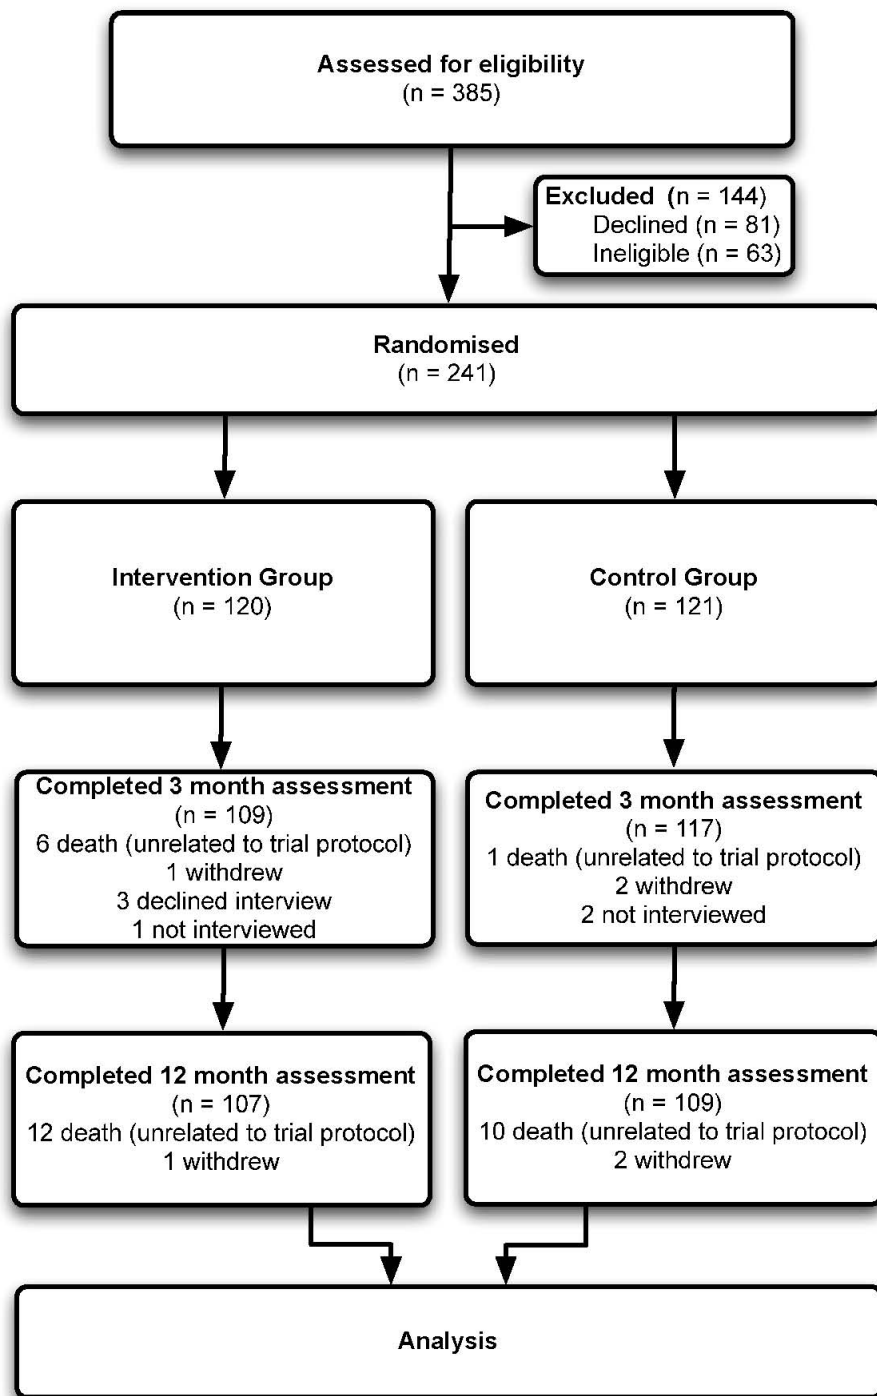 Assessed for eligibility
(n = 385)
Excluded (n = 144)
Declined (n = 81)
Ineligible (n = 63)
Randomised
(n = 241)
Intervention Group
(n = 120)
Control Group
(n = 121)
Completed 3 month assessment
(n = 109)
6 death (unrelated to trial protocol)
1 withdrew
3 declined interview
1 not interviewed
Completed 3 month assessment
(n = 117)
1 death (unrelated to trial protocol)
2 withdrew
2 not interviewed
Completed 12 month assessment
(n = 107)
12 death (unrelated to trial protocol)
1 withdrew
Completed 12 month assessment
(n = 109)
10 death (unrelated to trial protocol)
2 withdrew
Analysis